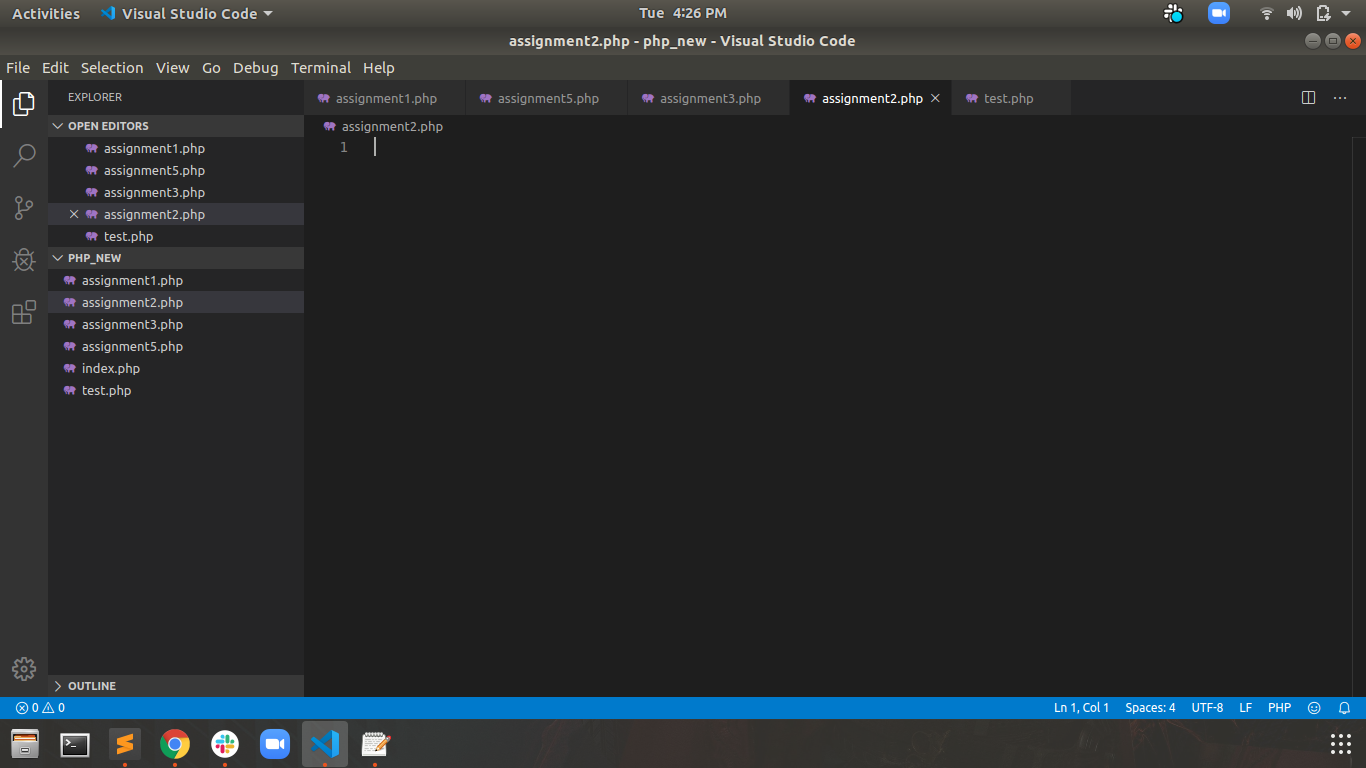 Activities Visual Studio Code Tue 4:26 PM
assignment2.php - php_new - Visual Studio Code
File Edit Selection View Go Debug Terminal Help
EXPLORER
OPEN EDITORS
assignment1.php
assignment5.php
assignment3.php
assignment2.php
test.php
PHP_NEW
assignment1.php
assignment2.php
assignment3.php
assignment5.php
index.php
test.php
OUTLINE
assignment1.php assignment5.php assignment3.php assignment2.php test.php
assignment2.php
1
0 0 Ln 1, Col 1 Spaces: 4 UTF-8 LF PHP